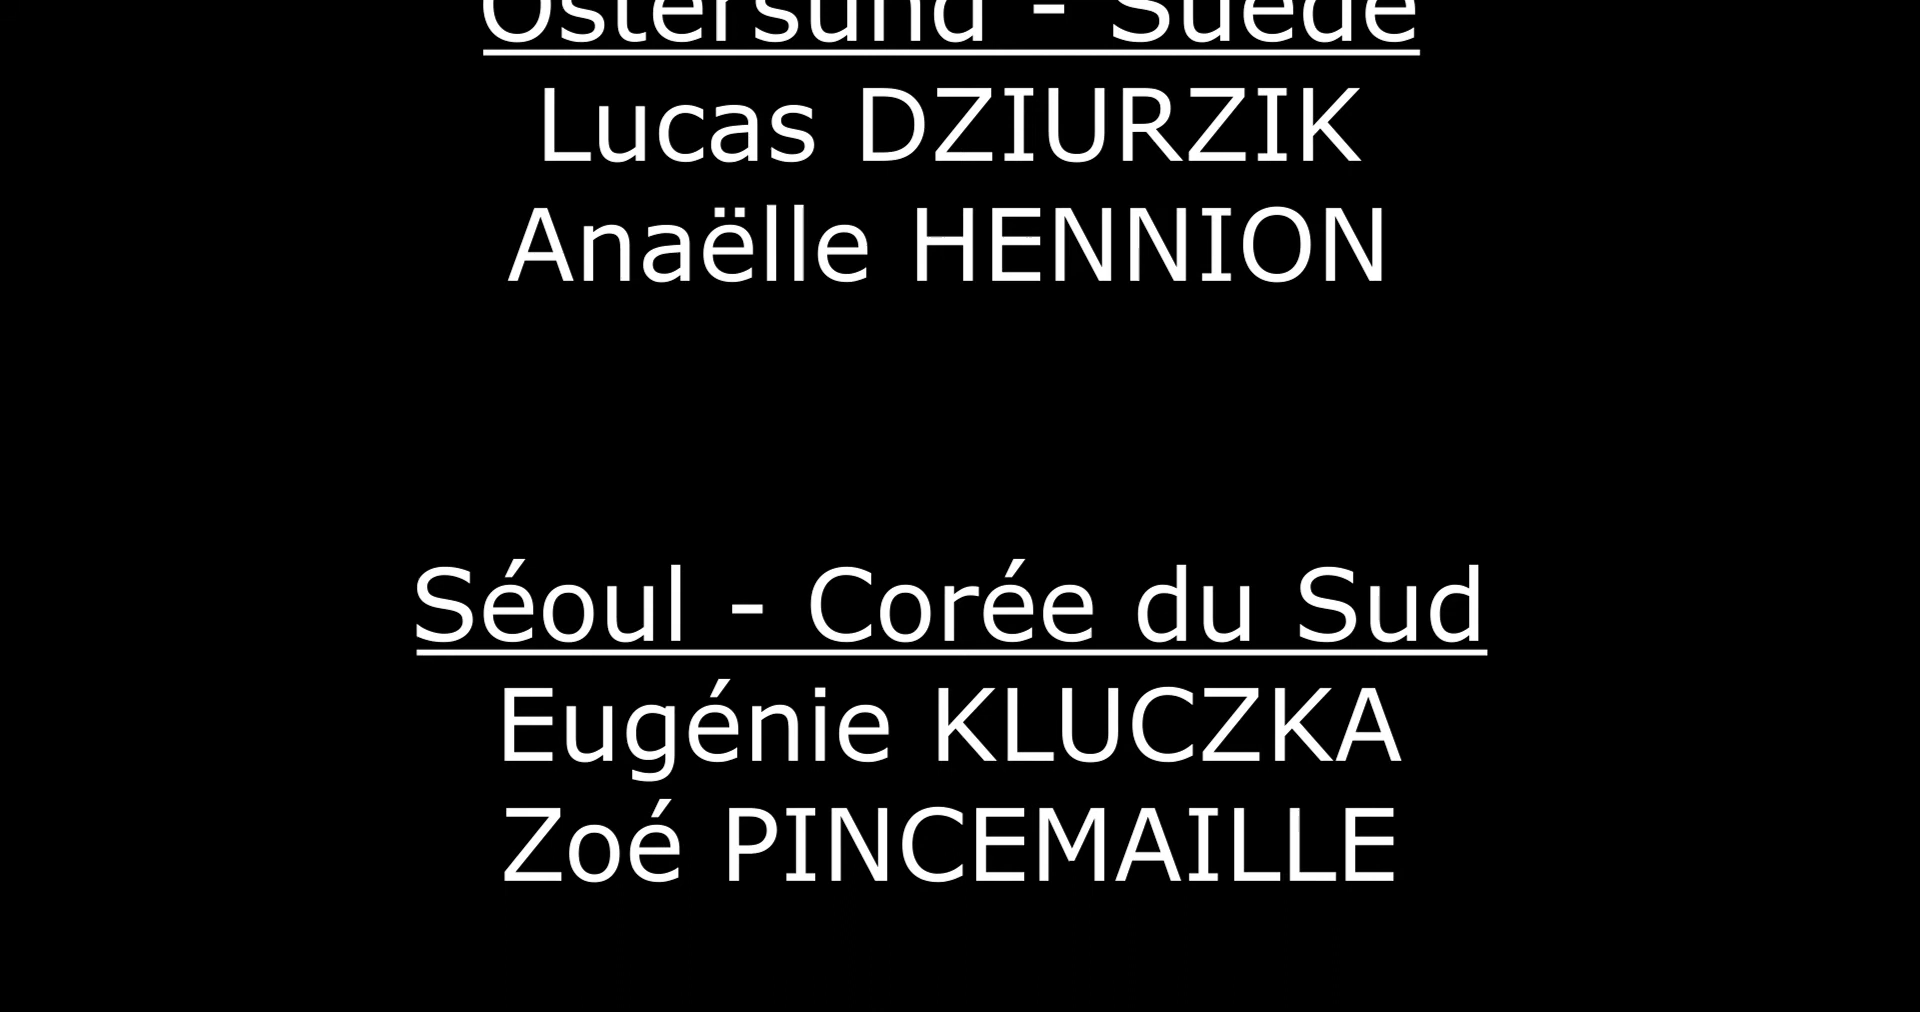 Östersund - Suède
Lucas DZIURZIK
Anaëlle HENNION
Séoul - Corée du Sud
Eugénie KLUCZKA
Zoé PINCEMAILLE